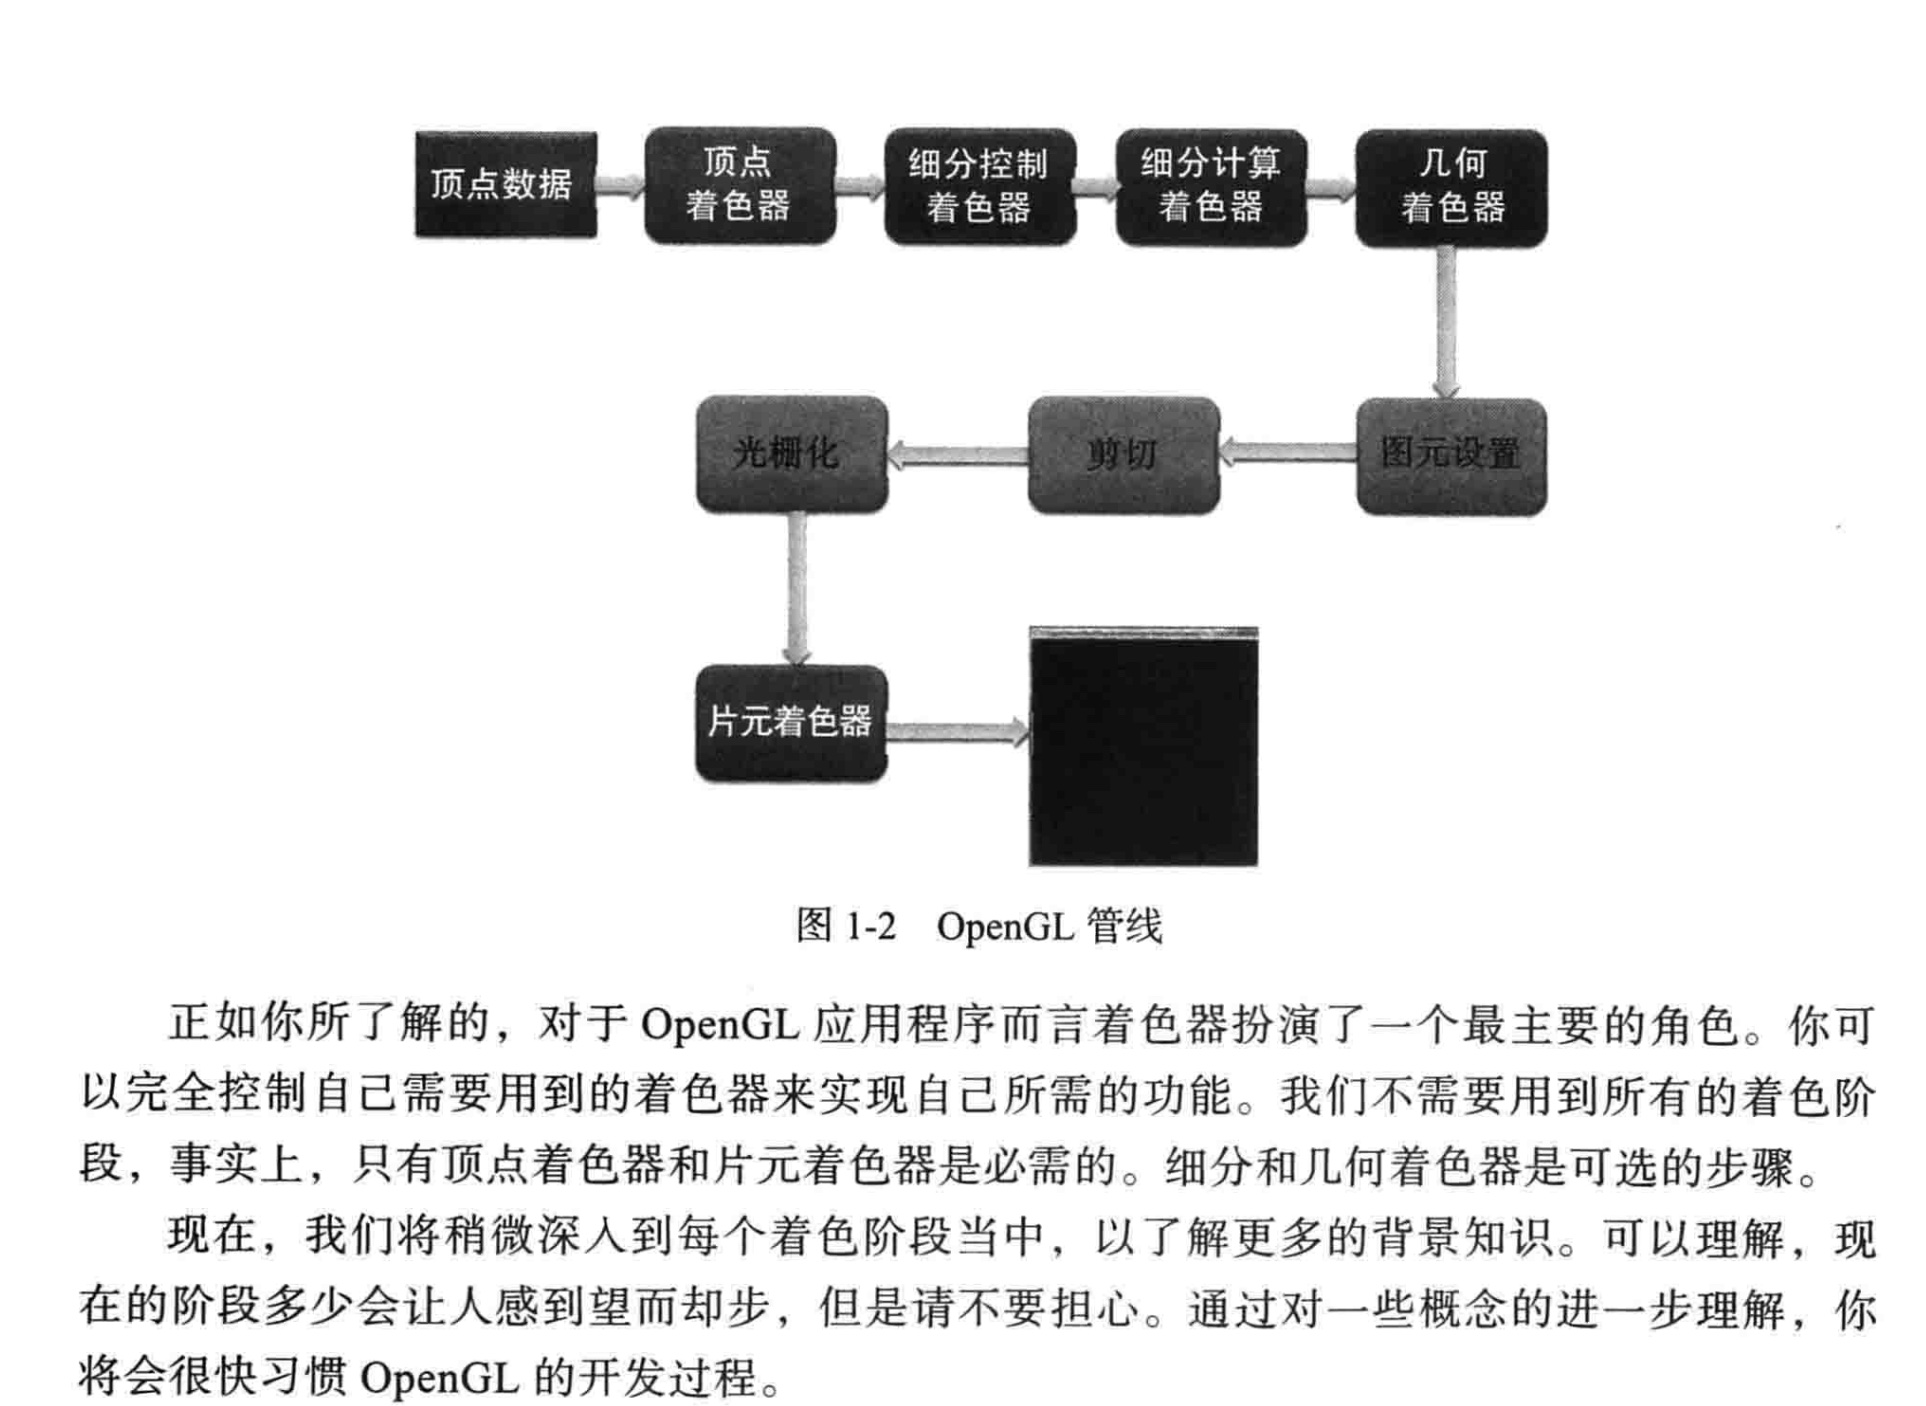 顶点数据
顶点
着色器
细分控制
着色器
细分计算
着色器
几何
着色器
光栅化
剪切
图元设置
片元着色器
图 1-2 OpenGL 管线
正如你所了解的，对于 OpenGL 应用程序而言着色器扮演了一个最主要的角色。你可
以完全控制自己需要用到的着色器来实现自己所需的功能。我们不需要用到所有的着色阶
段，事实上，只有顶点着色器和片元着色器是必需的。细分和几何着色器是可选的步骤。
现在，我们将稍微深入到每个着色阶段当中，以了解更多的背景知识。可以理解，现
在的阶段多少会让人感到望而却步，但是请不要担心。通过对一些概念的进一步理解，你
将会很快习惯 OpenGL 的开发过程。